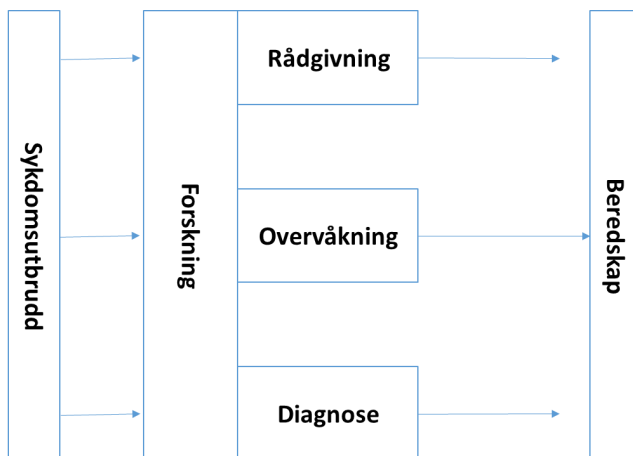 Sykdomsutbrudd
Forskning
Rådgivning
Overvåkning
Diagnose
Beredskap